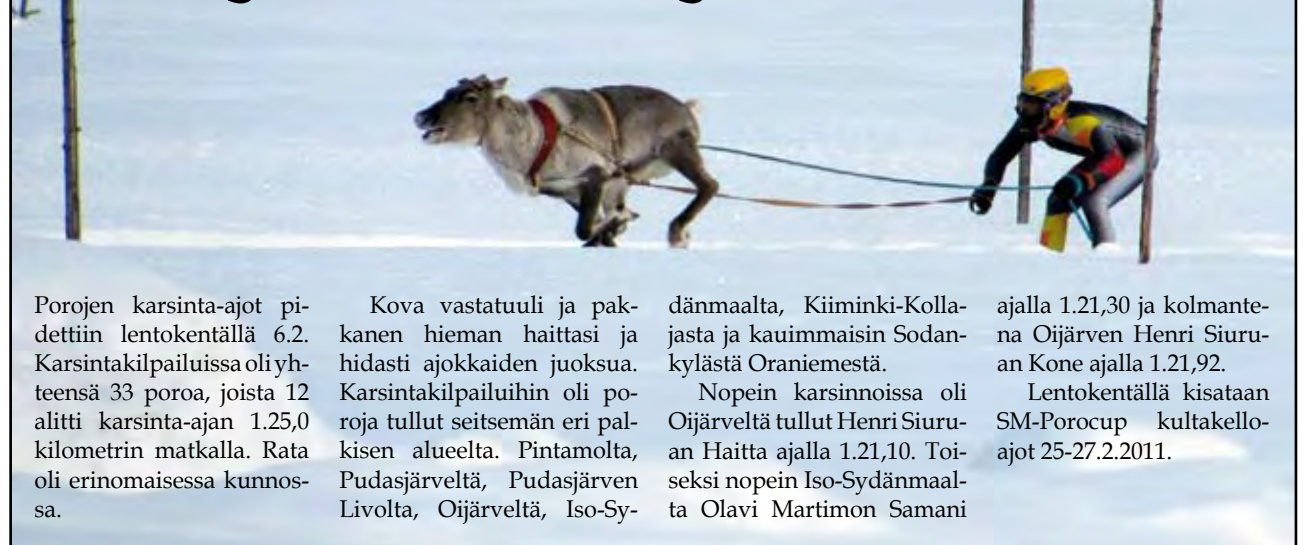 Porojen karsinta-ajot pi-
dettiin lentokentällä 6.2.
Karsintakilpailuissa oli yh-
teensä 33 poroa, joista 12
alitti karsinta-ajan 1.25,0
kilometrin matkalla. Rata
oli erinomaisessa kunnos-
sa.
Kova vastatuuli ja pak-
kanen hieman haittasi ja
hidasti ajokkaiden juoksua.
Karsintakilpailuihin oli po-
roja tullut seitsemän eri pal-
kisen alueelta. Pintamolta,
Pudasjärveltä, Pudasjärven
Livolta, Oijärveltä, Iso-Sy-
dänmaalta, Kiiminki-Kolla-
jasta ja kauimmaisin Sodan-
kylästä Oraniemestä.
Nopein karsinnoissa oli
Oijärveltä tullut Henri Siuru-
an Haitta ajalla 1.21,10. Toi-
seksi nopein Iso-Sydänmaal-
ta Olavi Martimon Samani
ajalla 1.21,30 ja kolmante-
na Oijärven Henri Siuru-
an Kone ajalla 1.21,92.
Lentokentällä kisataan
SM-Porocup kultakello-
ajot 25-27.2.2011.